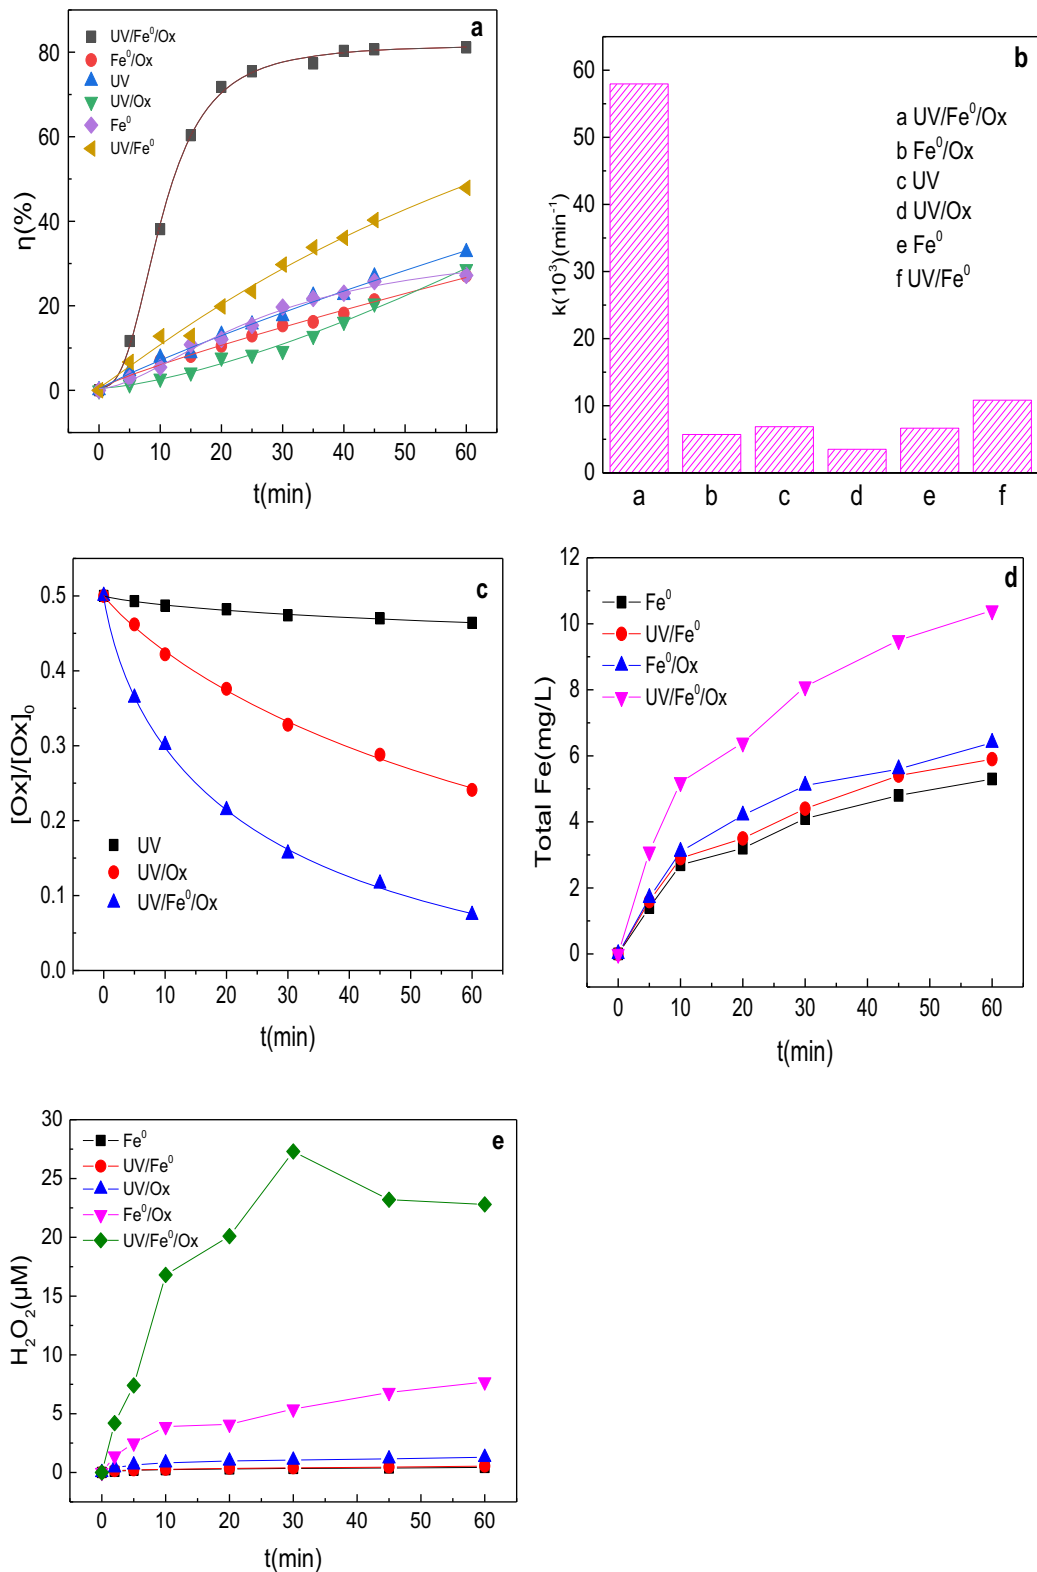 a
UV/Fe⁰/Ox
Fe⁰/Ox
UV
UV/Ox
Fe⁰
UV/Fe⁰
80
60
40
20
0
η(%)
0 10 20 30 40 50 60
t(min)
b
a UV/Fe⁰/Ox
b Fe⁰/Ox
c UV
d UV/Ox
e Fe⁰
f UV/Fe⁰
60
50
40
30
20
10
0
k(10³)(min⁻¹)
a b c d e f
c
0.5
0.4
0.3
0.2
0.1
0.0
[Ox]/[Ox]₀
UV
UV/Ox
UV/Fe⁰/Ox
0 10 20 30 40 50 60
t(min)
d
12
10
8
6
4
2
0
Total Fe(mg/L)
Fe⁰
UV/Fe⁰
Fe⁰/Ox
UV/Fe⁰/Ox
0 10 20 30 40 50 60
t(min)
e
30
25
20
15
10
5
0
H₂O₂(μM)
Fe⁰
UV/Fe⁰
UV/Ox
Fe⁰/Ox
UV/Fe⁰/Ox
0 10 20 30 40 50 60
t(min)